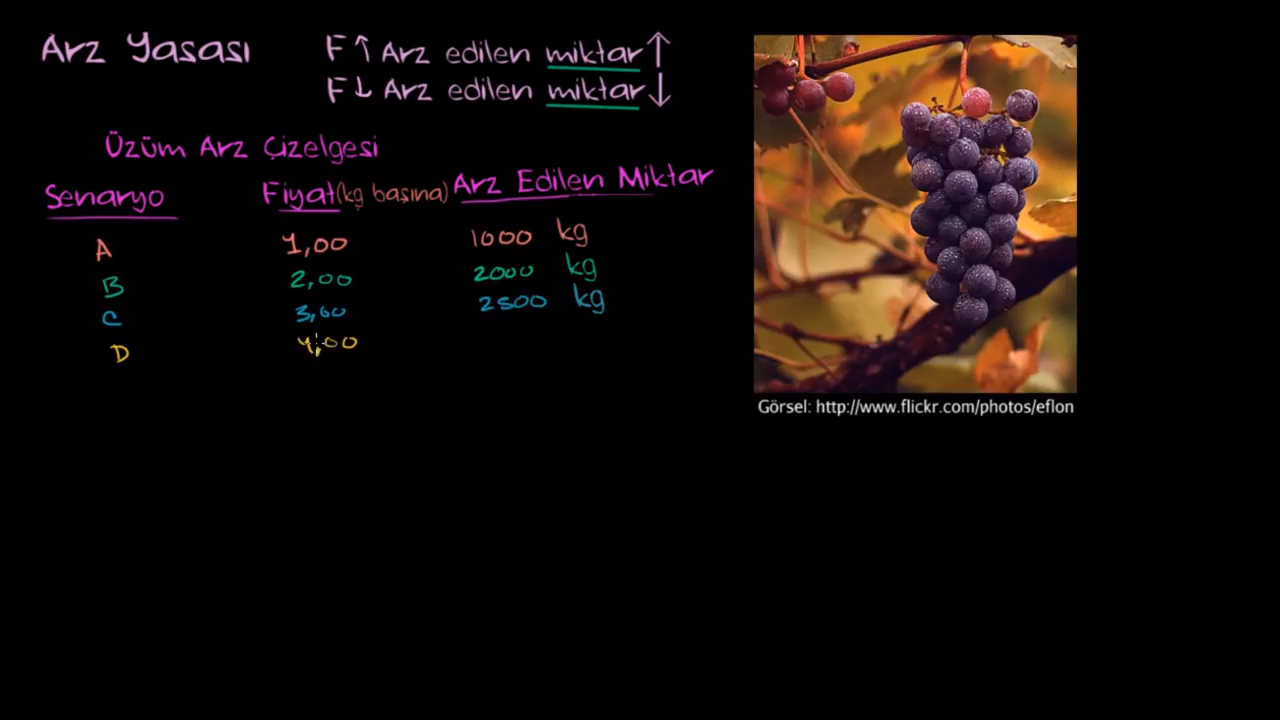 Arz Yasası
F↑ Arz edilen miktar ↑
F↓ Arz edilen miktar ↓
Üzüm Arz Çizelgesi
Senaryo Fiyat (kg başına) Arz Edilen Miktar
A 1,00 1000 kg
B 2,00 2000 kg
C 3,00 2500 kg
D 4,00
Görsel: http://www.flickr.com/photos/eflon